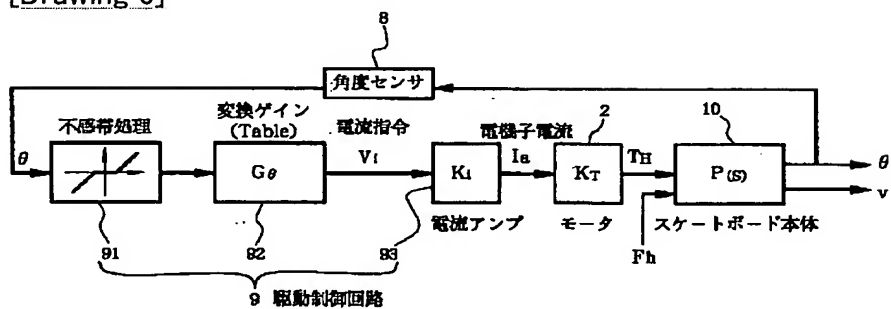 [Drawing 6]
8
角度センサ
不感帯処理
変換ゲイン
(Table)
電流指令
電機子電流
2
10
θ
Gθ
Vi
Ki
Ia
KT
TH
P(S)
θ
v
電流アンプ
モータ
スケートボード本体
Fh
91
92
93
9 駆動制御回路